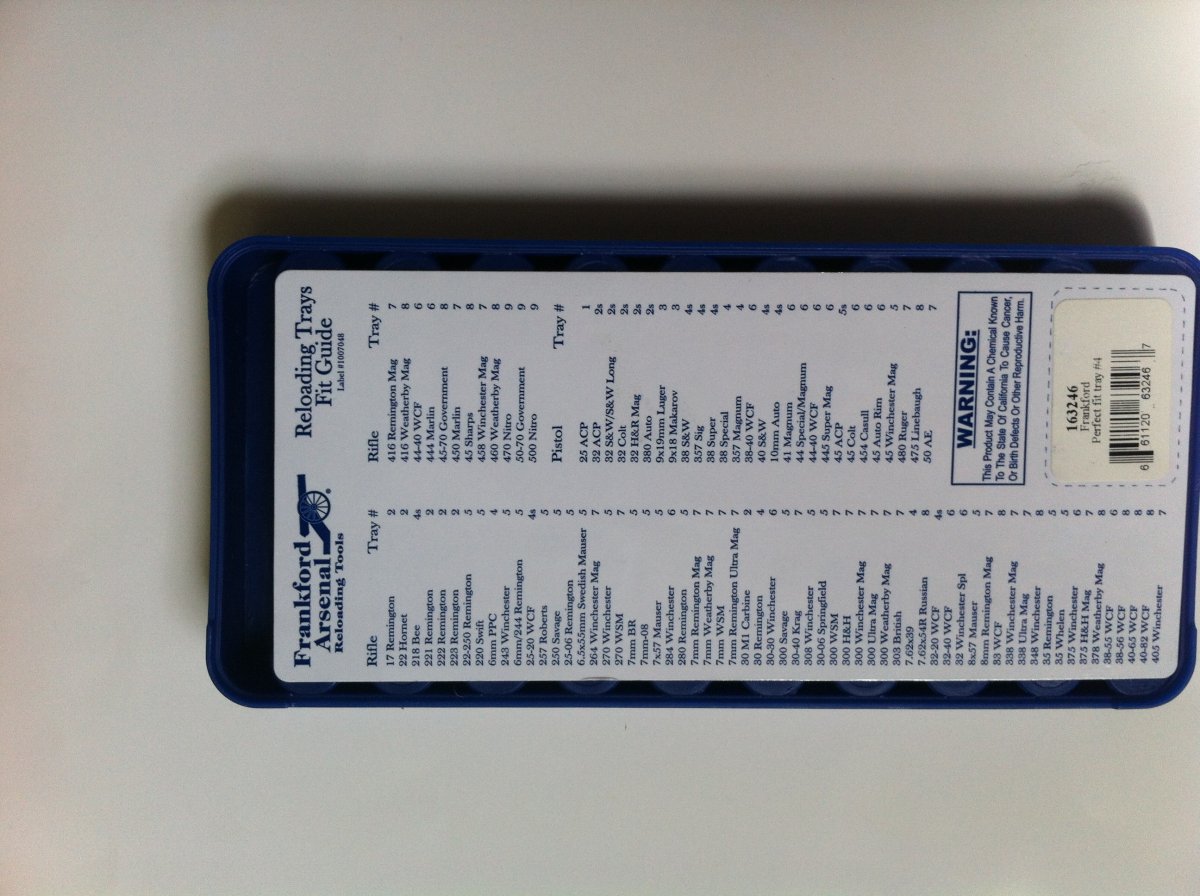 Frankford
Arsenal®
Reloading Tools
Rifle Tray #
17 Remington 2
22 Hornet 2
218 Bee 4s
221 Remington 2
222 Remington 2
223 Remington 2
22-250 Remington 5
220 Swift 5
6mm PPC 4
243 Winchester 5
6mm/244 Remington 5
25-20 WCF 4s
257 Roberts 5
250 Savage 5
25-06 Remington 5
6.5x55mm Swedish Mauser 5
264 Winchester Mag 7
270 Winchester 5
270 WSM 7
7mm BR 5
7mm-08 5
7x57 Mauser 5
284 Winchester 6
280 Remington 5
7mm Remington Mag 7
7mm Weatherby Mag 7
7mm WSM 7
7mm Remington Ultra Mag 7
30 M1 Carbine 2
30 Remington 4
30-30 Winchester 6
300 Savage 5
30-40 Krag 7
308 Winchester 5
30-06 Springfield 5
300 WSM 7
300 H&H 7
300 Winchester Mag 7
300 Ultra Mag 7
300 Weatherby Mag 7
303 British 7
7.62x39 4
7.62x54R Russian 8
32-20 WCF 4s
32-40 WCF 6
32 Winchester Spl 6
8x57 Mauser 5
8mm Remington Mag 7
33 WCF 8
338 Winchester Mag 7
338 Ultra Mag 7
348 Winchester 8
35 Remington 5
35 Whelen 5
375 Winchester 6
375 H&H Mag 7
378 Weatherby Mag 8
38-55 WCF 6
38-56 WCF 8
40-65 WCF 8
40-82 WCF 8
405 Winchester 7
Reloading Trays
Fit Guide
Label #1007048
Rifle Tray #
416 Remington Mag 7
416 Weatherby Mag 8
44-40 WCF 6
444 Marlin 6
45-70 Government 8
450 Marlin 7
45 Sharps 8
458 Winchester Mag 7
460 Weatherby Mag 8
470 Nitro 9
50-70 Government 9
500 Nitro 9
Pistol Tray #
25 ACP 1
32 ACP 2s
32 S&W/S&W Long 2s
32 Colt 2s
32 H&R Mag 2s
380 Auto 2s
9x19mm Luger 3
9x18 Makarov 3
38 S&W 4s
357 Sig 4s
38 Super 4s
38 Special 4
357 Magnum 4
38-40 WCF 6
40 S&W 4s
10mm Auto 4s
41 Magnum 6
44 Special/Magnum 6
44-40 WCF 6
445 Super Mag 6
45 ACP 5s
45 Colt 6
454 Casull 6
45 Auto Rim 6
45 Winchester Mag 5
480 Ruger 7
475 Linebaugh 8
50 AE 7
WARNING:
This Product May Contain A Chemical Known
To The State Of California To Cause Cancer,
Or Birth Defects Or Other Reproductive Harm.
163246
Frankford
Perfect fit tray #4
6 61120 63246 7